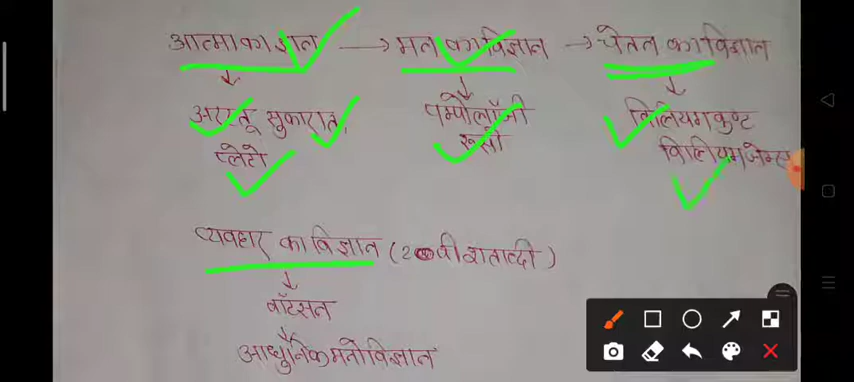 आत्मा का ज्ञान → मन का विज्ञान → चेतन का विज्ञान
अरस्तू सुकरात, पम्पोलॉजी विलियम वुण्ट
प्लेटो रूसो विलियम जेम्स
व्यवहार का विज्ञान (20वी शताब्दी)
वॉटसन
आधुनिक मनोविज्ञान